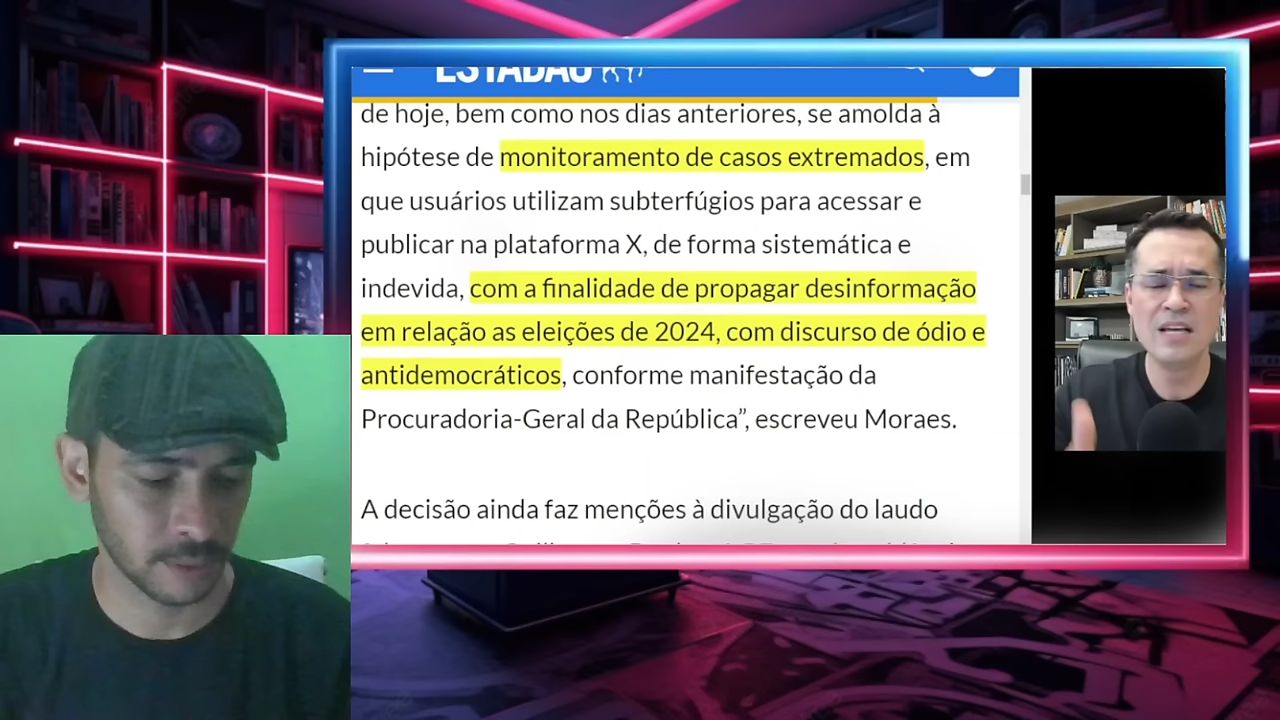 ESTADÃO
de hoje, bem como nos dias anteriores, se amolda à
hipótese de monitoramento de casos extremados, em
que usuários utilizam subterfúgios para acessar e
publicar na plataforma X, de forma sistemática e
indevida, com a finalidade de propagar desinformação
em relação as eleições de 2024, com discurso de ódio e
antidemocráticos, conforme manifestação da
Procuradoria-Geral da República”, escreveu Moraes.
A decisão ainda faz menções à divulgação do laudo